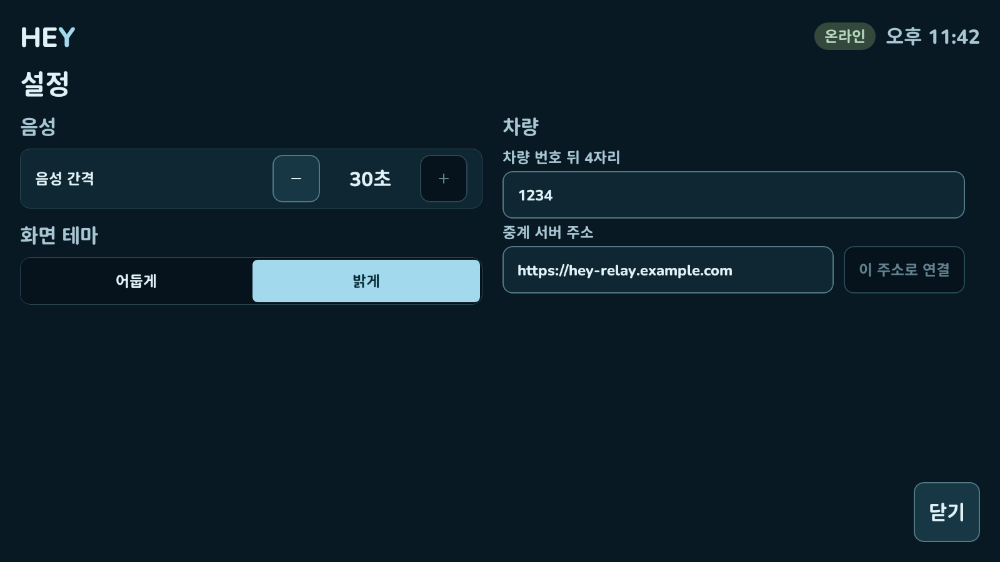 HEY
온라인 오후 11:42
설정
음성
음성 간격 − 30초 +
화면 테마
어둡게 밝게
차량
차량 번호 뒤 4자리
1234
중계 서버 주소
https://hey-relay.example.com 이 주소로 연결
닫기